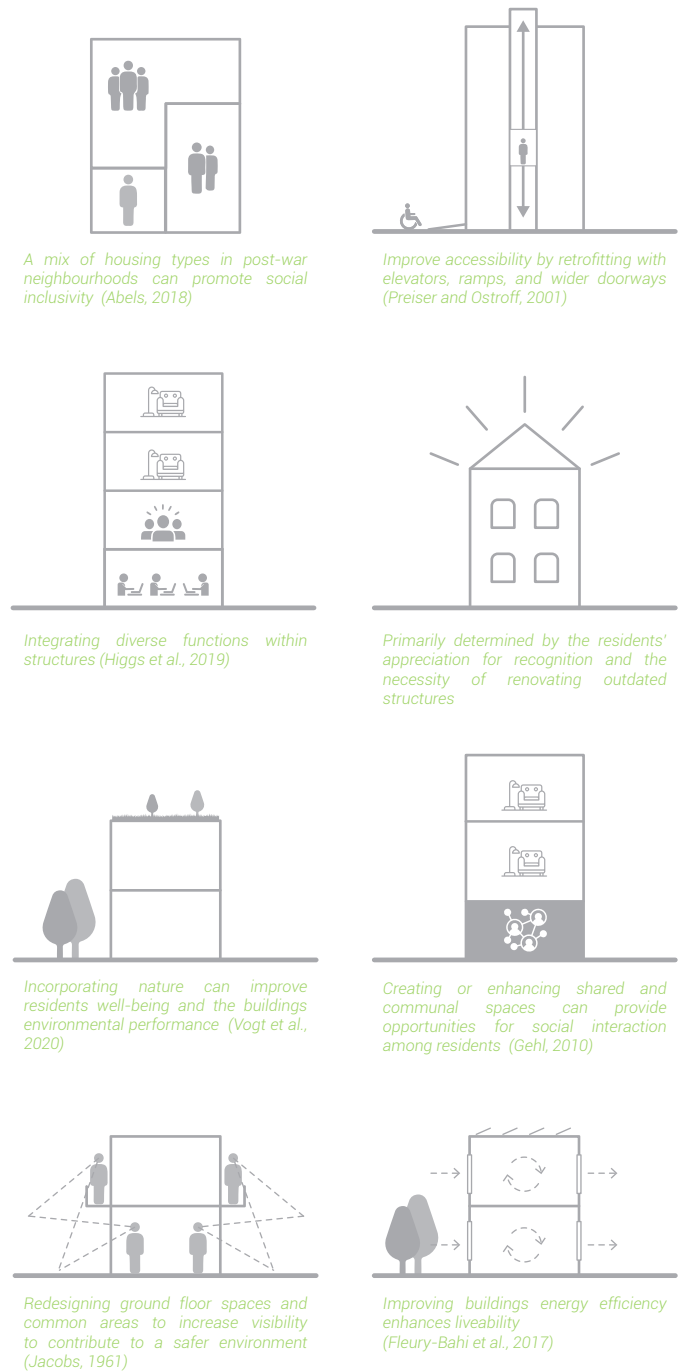 A mix of housing types in post-war
neighbourhoods can promote social
inclusivity (Abels, 2018)
Improve accessibility by retrofitting with
elevators, ramps, and wider doorways
(Preiser and Ostroff, 2001)
Integrating diverse functions within
structures (Higgs et al., 2019)
Primarily determined by the residents'
appreciation for recognition and the
necessity of renovating outdated
structures
Incorporating nature can improve
residents well-being and the buildings
environmental performance (Vogt et al.,
2020)
Creating or enhancing shared and
communal spaces can provide
opportunities for social interaction
among residents (Gehl, 2010)
Redesigning ground floor spaces and
common areas to increase visibility
to contribute to a safer environment
(Jacobs, 1961)
Improving buildings energy efficiency
enhances liveability
(Fleury-Bahi et al., 2017)